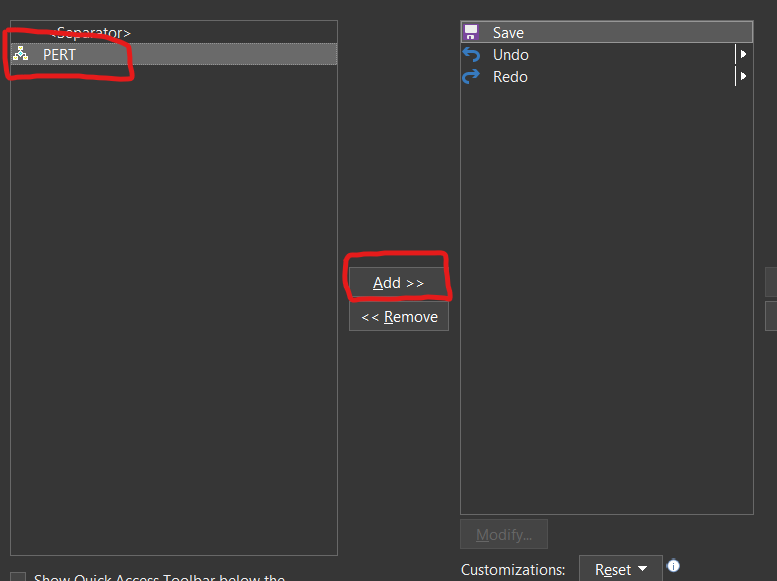 <Separator>
PERT
Save
Undo
Redo
Add >>
<< Remove
Modify...
Customizations: Reset
Show Quick Access Toolbar below the